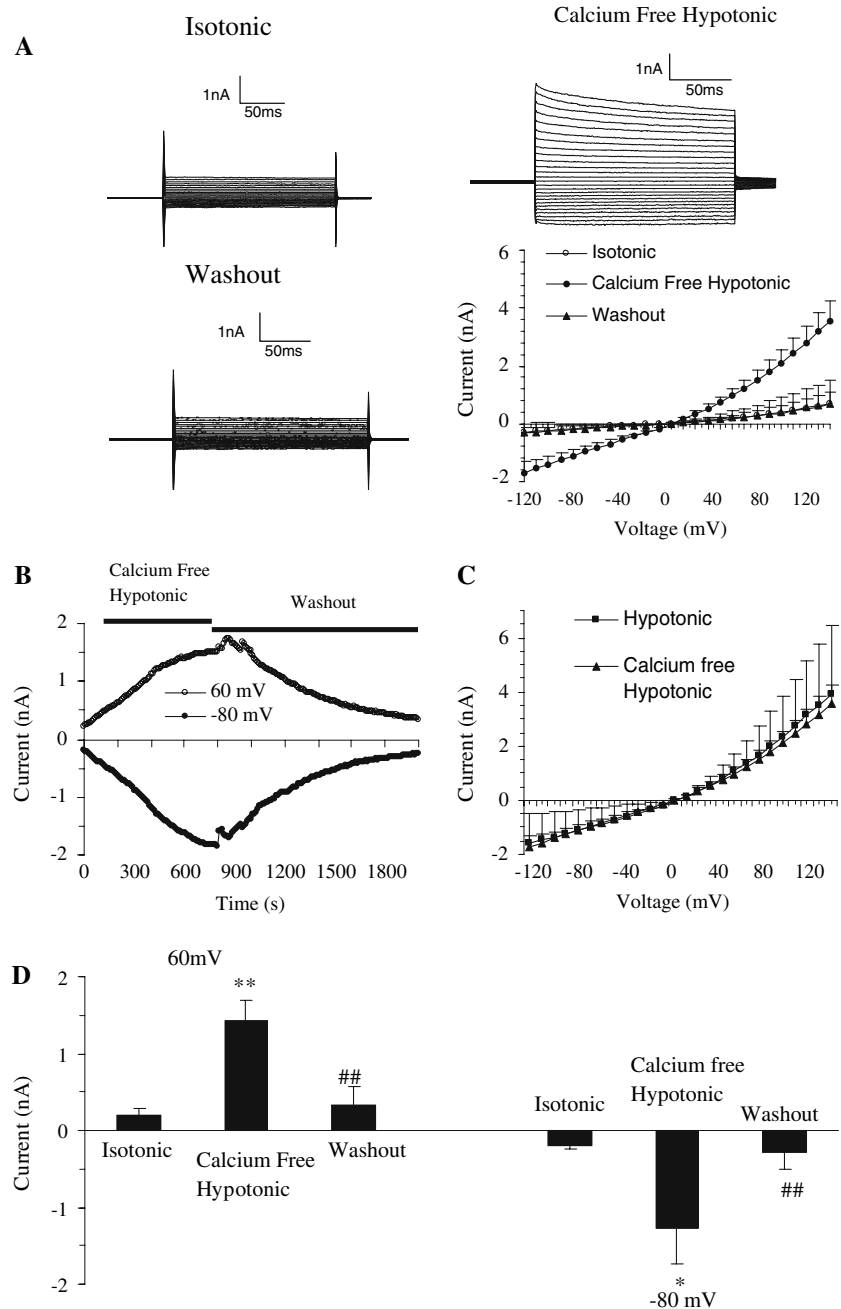 A
Isotonic
1nA
50ms
Calcium Free Hypotonic
1nA
50ms
Washout
1nA
50ms
6
4
2
0
-2
Current (nA)
Isotonic
Calcium Free Hypotonic
Washout
-120 -80 -40 0 40 80 120
Voltage (mV)
B
Calcium Free
Hypotonic
Washout
2
1
0
-1
-2
Current (nA)
60 mV
-80 mV
0 300 600 900 1200 1500 1800
Time (s)
C
Hypotonic
Calcium free
Hypotonic
6
4
2
0
-2
Current (nA)
-120 -80 -40 0 40 80 120
Voltage (mV)
D
60mV
2
1
0
-1
-2
Current (nA)
**
##
Isotonic
Calcium Free
Hypotonic
Washout
Isotonic
Calcium free
Hypotonic
Washout
##
*
-80 mV